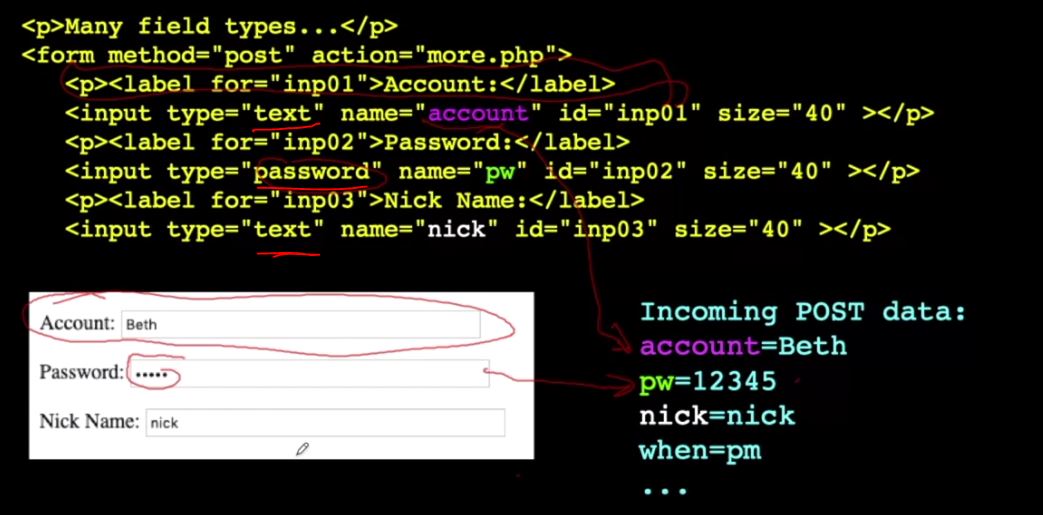 <p>Many field types...</p>
<form method="post" action="more.php">
<p><label for="inp01">Account:</label>
<input type="text" name="account" id="inp01" size="40" ></p>
<p><label for="inp02">Password:</label>
<input type="password" name="pw" id="inp02" size="40" ></p>
<p><label for="inp03">Nick Name:</label>
<input type="text" name="nick" id="inp03" size="40" ></p>
Account: Beth
Password: •••••
Nick Name: nick
Incoming POST data:
account=Beth
pw=12345
nick=nick
when=pm
...